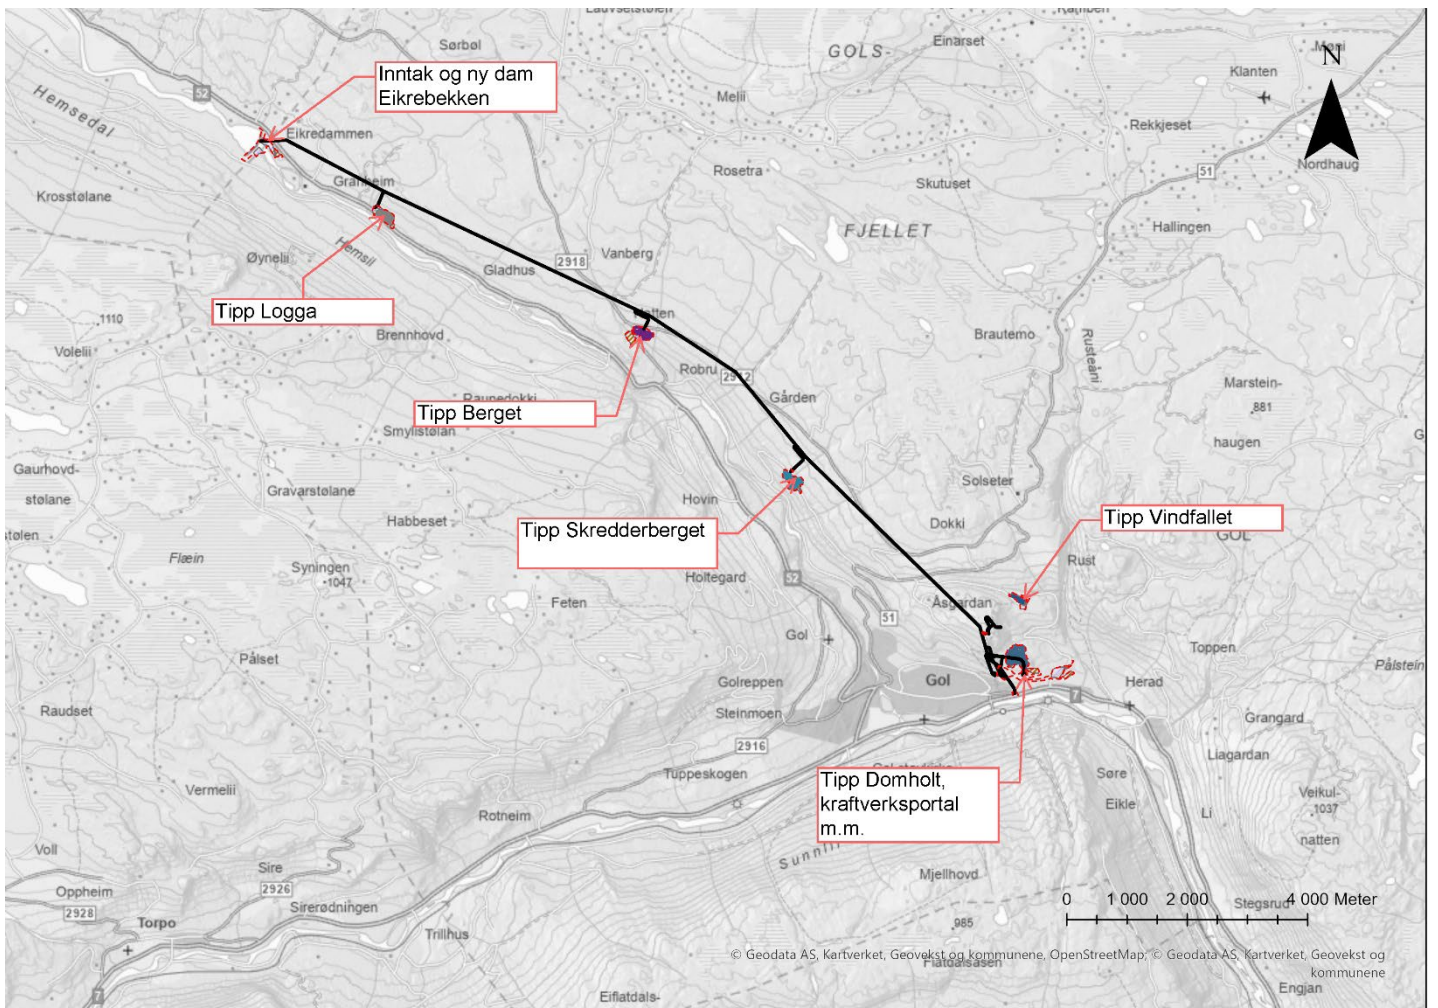 Sørbøl
GOLS-
Einarset
Møni
N
Inntak og ny dam
Eikrebekken
52
Melii
Klanten
Hemsedal
Eikredammen
Rekkjeset
Rosetra
Skutuset
51
Nordhaug
Krosstølane
Granheim
Hallingen
FJELLET
Vanberg
Øynelii
Hemsil
Gladhus
2918
Tipp Logga
1110
Volelii
Brennhovd
Robru
Brautemo
Rusteåni
Marstein-
881
haugen
Gården
Tipp Berget
Smylistølan
Gaurhovd-
stølane
Gravarstølane
Hovin
Solseter
Habbeset
Tipp Skredderberget
Dokki
Tipp Vindfallet
GOL
Flæin
Syningen
1047
Holtegard
52
Rust
Feten
Åsgardan
51
Gol
Toppen
Pålset
Golreppen
Gol
Herad
Pålstein
Raudset
Steinmoen
7
Grangard
2916
Liagardan
Tuppeskogen
Tipp Domholt,
kraftverksportal
m.m.
Søre
Eikle
Vermelii
Li
Veikul-
1037
natten
Rotneim
Voll
Sire
Mjellhovd
Oppheim
2926
2928
Sirerødningen
Torpo
Trillhus
985
Stegsrud
0 1 000 2 000 4 000 Meter
© Geodata AS, Kartverket, Geovekst og kommunene, OpenStreetMap, © Geodata AS, Kartverket, Geovekst og
kommunene
7
Eiflatdals-
Engjan